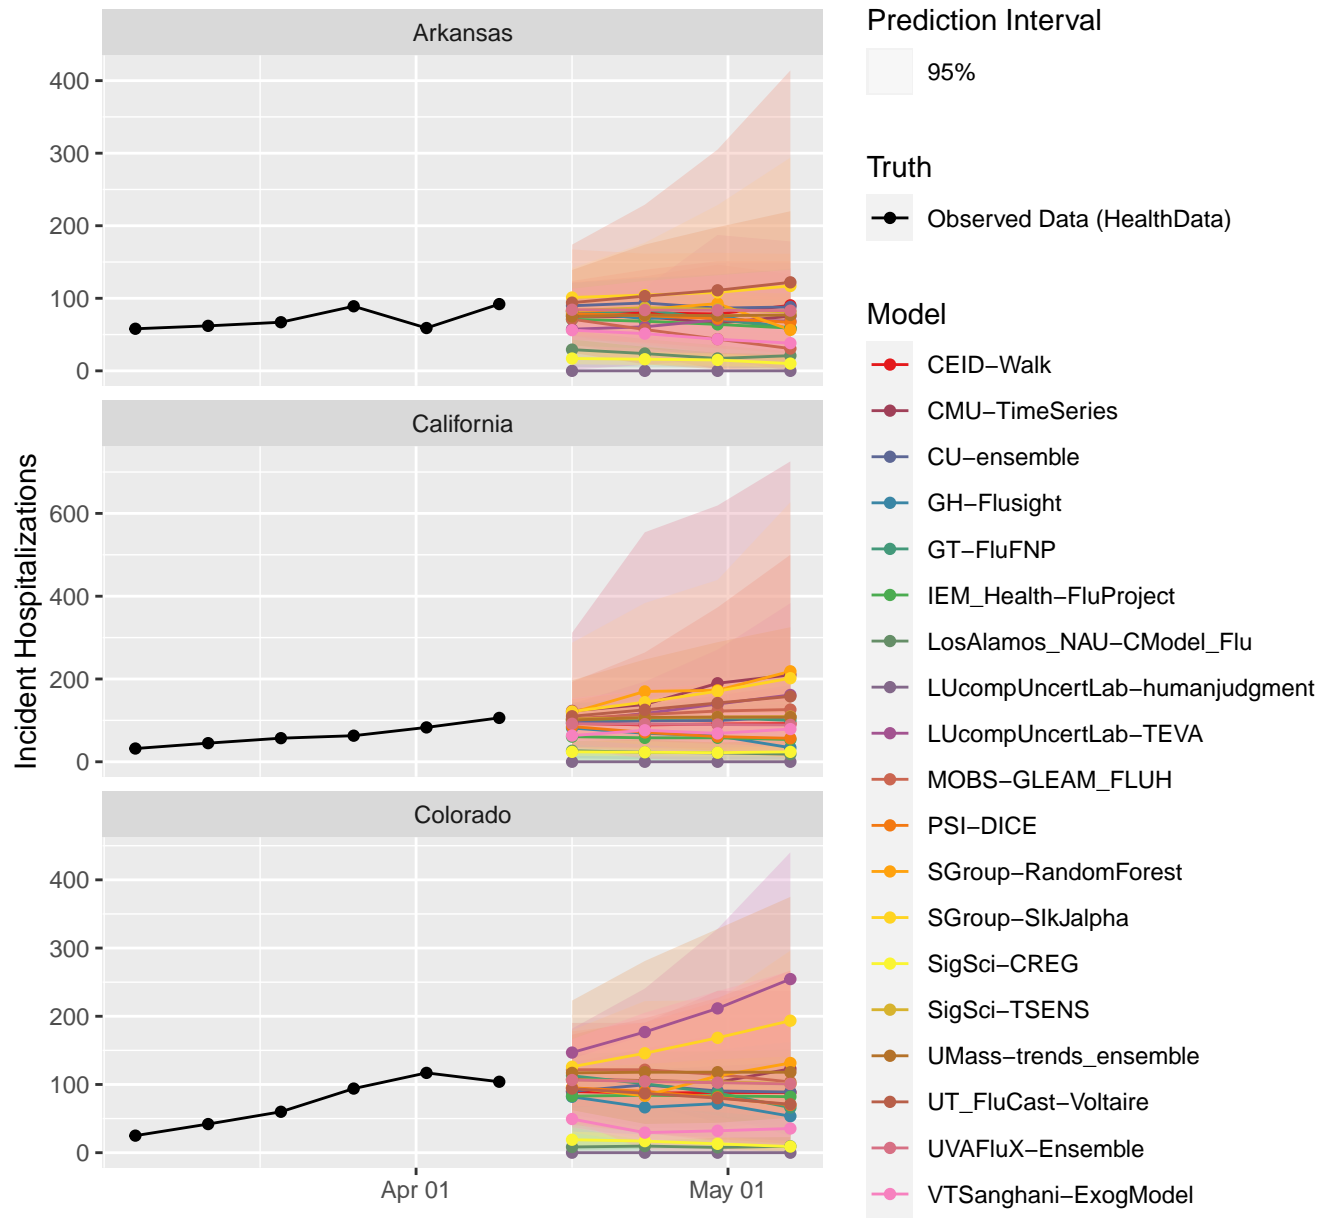 Arkansas
400
300
200
100
0
California
600
400
200
0
Colorado
400
300
200
100
0
Apr 01
May 01
Incident Hospitalizations
Prediction Interval
95%
Truth
Observed Data (HealthData)
Model
CEID−Walk
CMU−TimeSeries
CU−ensemble
GH−Flusight
GT−FluFNP
IEM_Health−FluProject
LosAlamos_NAU−CModel_Flu
LUcompUncertLab−humanjudgment
LUcompUncertLab−TEVA
MOBS−GLEAM_FLUH
PSI−DICE
SGroup−RandomForest
SGroup−SIkJalpha
SigSci−CREG
SigSci−TSENS
UMass−trends_ensemble
UT_FluCast−Voltaire
UVAFluX−Ensemble
VTSanghani−ExogModel